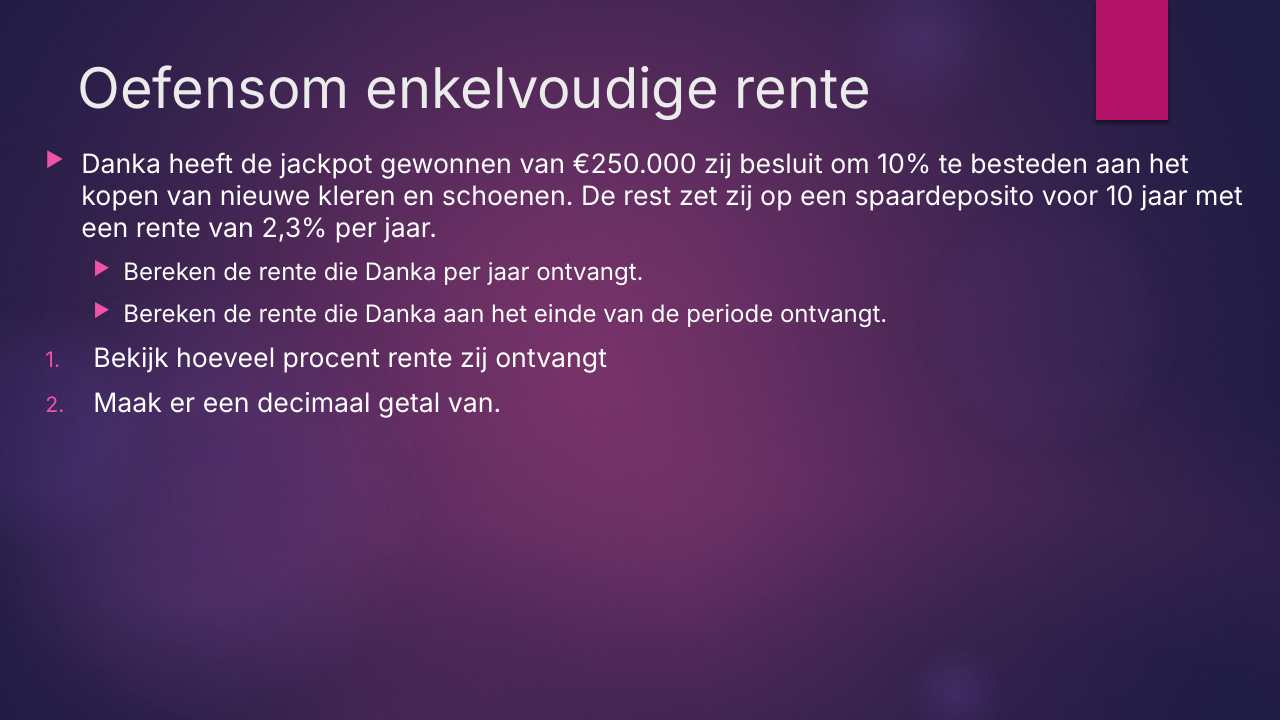 Oefensom enkelvoudige rente
Danka heeft de jackpot gewonnen van €250.000 zij besluit om 10% te besteden aan het
kopen van nieuwe kleren en schoenen. De rest zet zij op een spaardeposito voor 10 jaar met
een rente van 2,3% per jaar.
Bereken de rente die Danka per jaar ontvangt.
Bereken de rente die Danka aan het einde van de periode ontvangt.
1. Bekijk hoeveel procent rente zij ontvangt
2. Maak er een decimaal getal van.